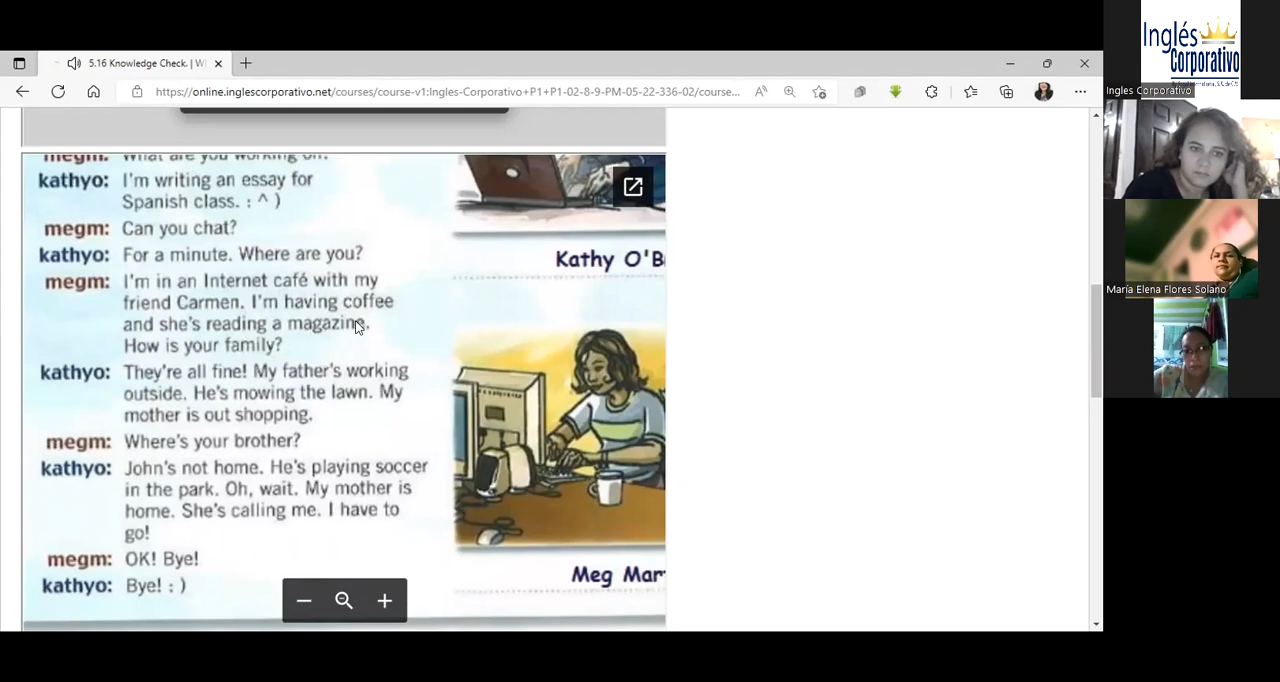 5.16 Knowledge Check. | W
https://online.inglescorporativo.net/courses/course-v1:Ingles-Corporativo+P1+P1-02-8-9-PM-05-22-336-02/course...
Inglés
Corporativo
Ingles Corporativo
María Elena Flores Solano
megm: What are you working on?
kathyo: I'm writing an essay for
Spanish class. : ^ )
megm: Can you chat?
kathyo: For a minute. Where are you?
megm: I'm in an Internet café with my
friend Carmen. I'm having coffee
and she's reading a magazine.
How is your family?
kathyo: They're all fine! My father's working
outside. He's mowing the lawn. My
mother is out shopping.
megm: Where's your brother?
kathyo: John's not home. He's playing soccer
in the park. Oh, wait. My mother is
home. She's calling me. I have to
go!
megm: OK! Bye!
kathyo: Bye! : )
Kathy O'B
Meg Mar